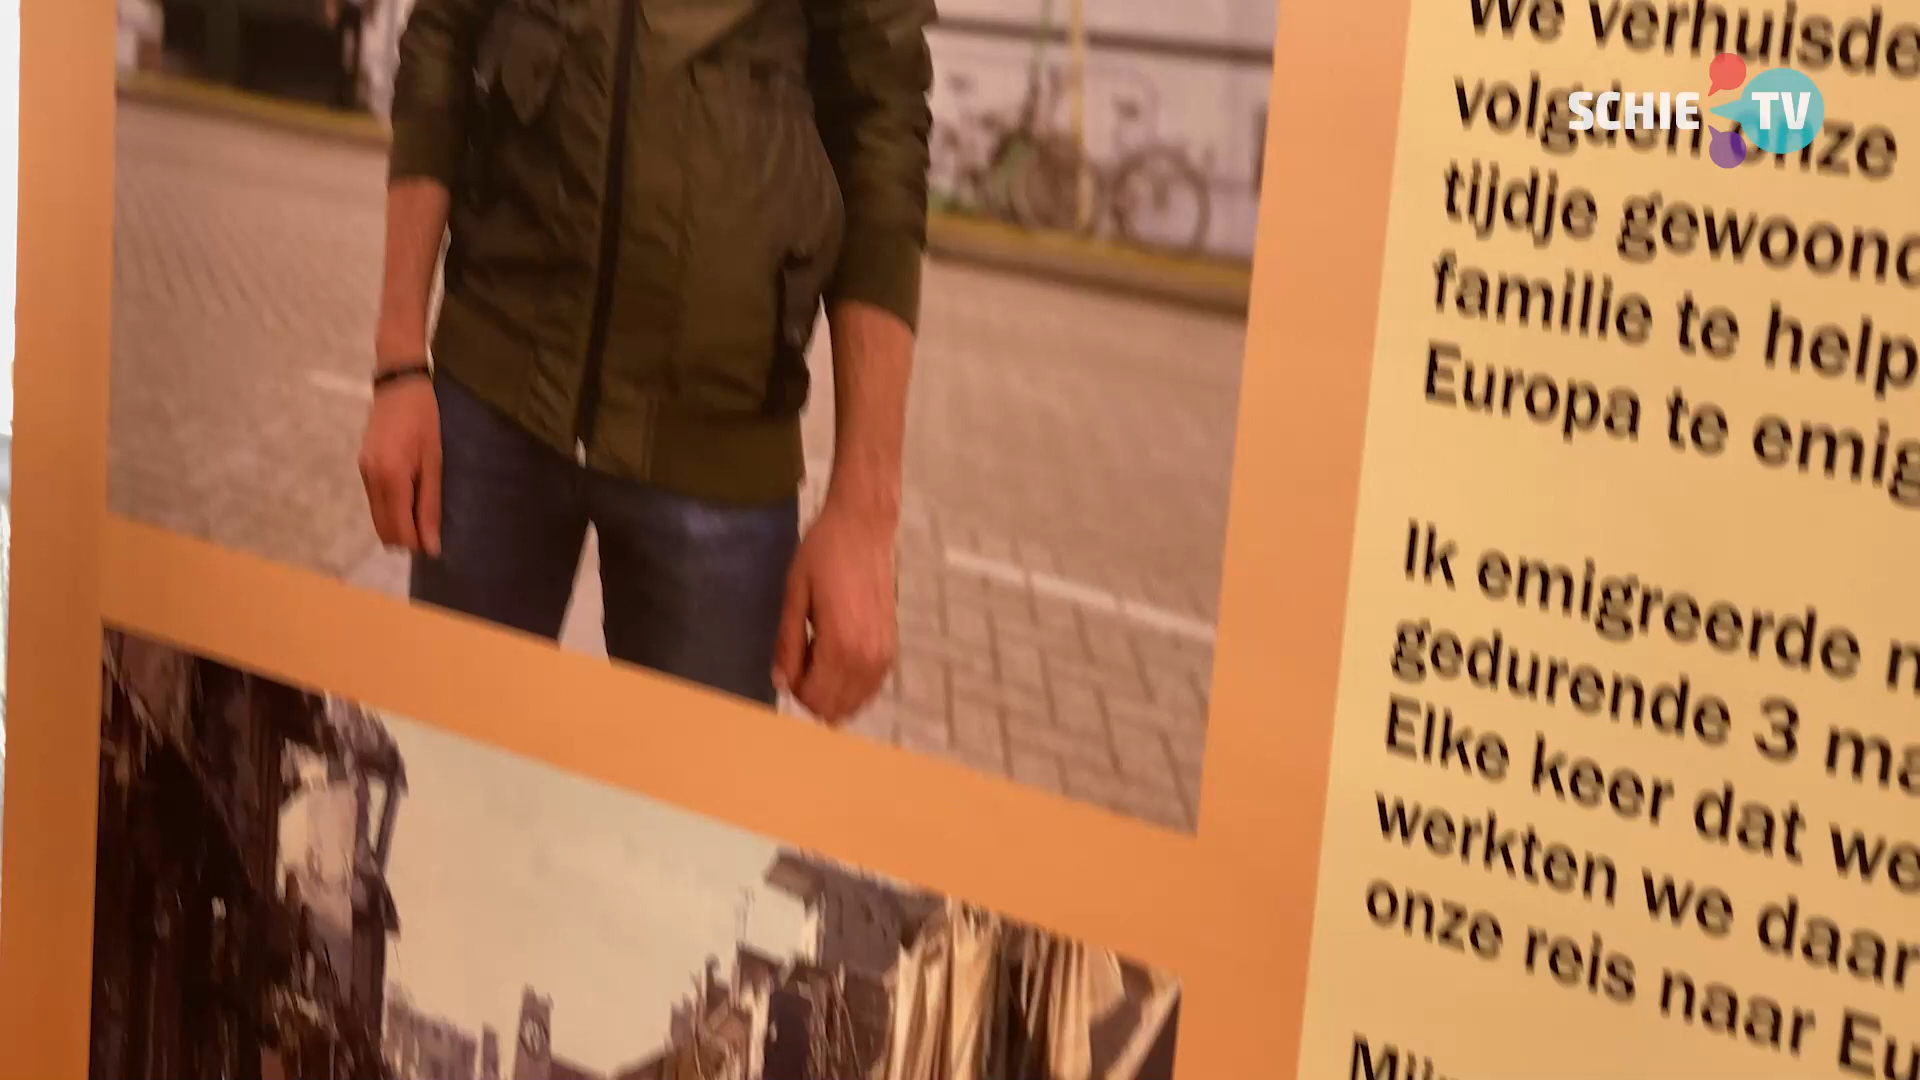 SCHIE TV
We verhuisde
volgden onze
tijdje gewoond
familie te help
Europa te emig
Ik emigreerde
gedurende 3 ma
Elke keer dat we
werkten we daar
onze reis naar Eu